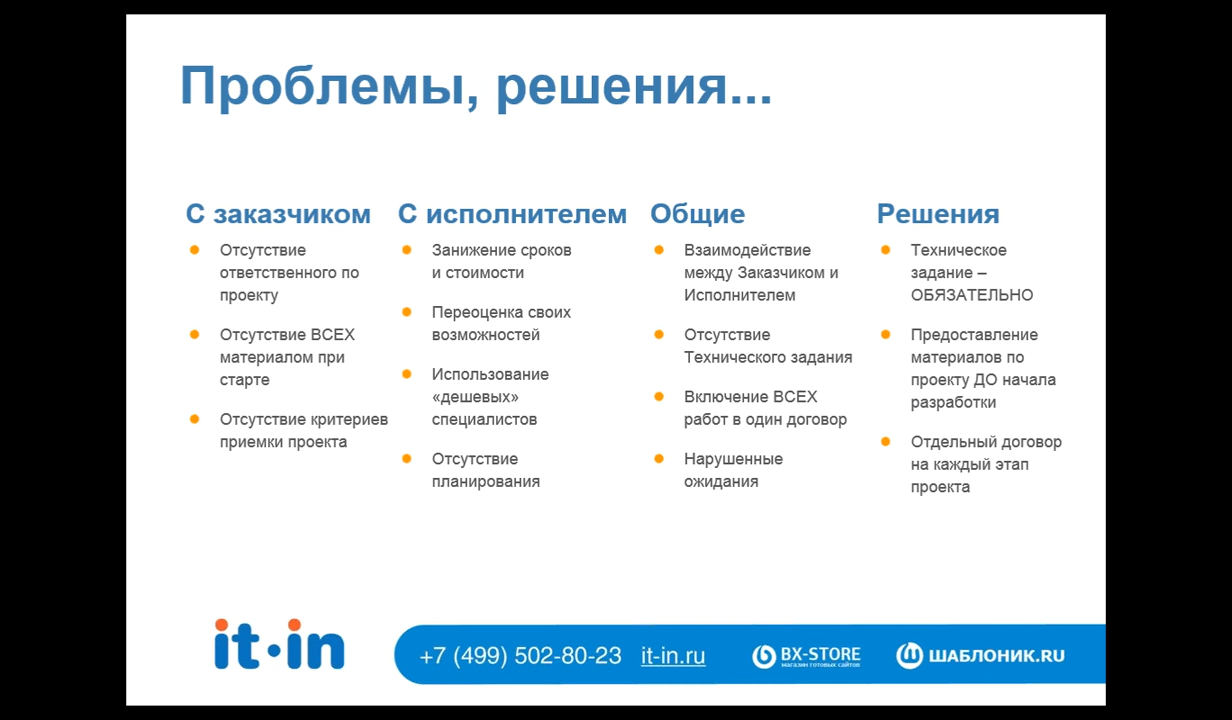 Проблемы, решения...
С заказчиком
Отсутствие
ответственного по
проекту
Отсутствие ВСЕХ
материалом при
старте
Отсутствие критериев
приемки проекта
С исполнителем
Занижение сроков
и стоимости
Переоценка своих
возможностей
Использование
«дешевых»
специалистов
Отсутствие
планирования
Общие
Взаимодействие
между Заказчиком и
Исполнителем
Отсутствие
Технического задания
Включение ВСЕХ
работ в один договор
Нарушенные
ожидания
Решения
Техническое
задание –
ОБЯЗАТЕЛЬНО
Предоставление
материалов по
проекту ДО начала
разработки
Отдельный договор
на каждый этап
проекта
it·in
+7 (499) 502-80-23 it-in.ru
BX-STORE
магазин готовых сайтов
ШАБЛОНИК.RU